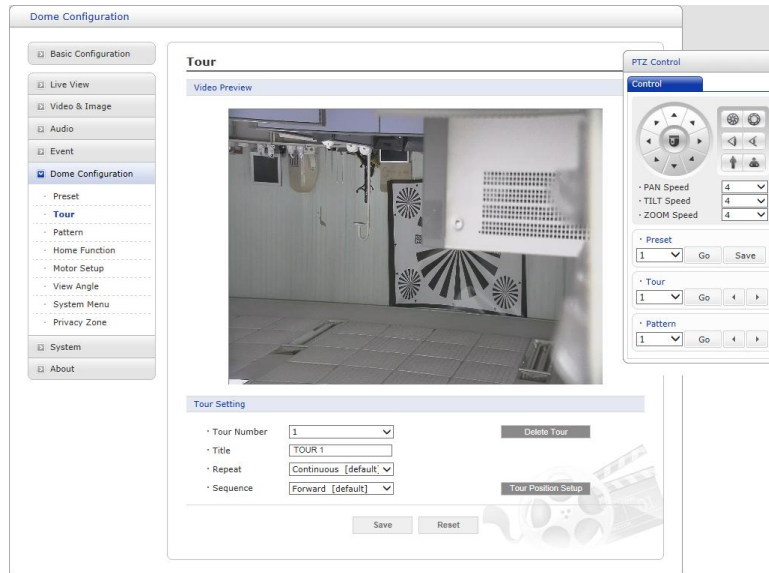 Dome Configuration
Basic Configuration
Live View
Video & Image
Audio
Event
Dome Configuration
Preset
Tour
Pattern
Home Function
Motor Setup
View Angle
System Menu
Privacy Zone
System
About
Tour
Video Preview
Tour Setting
· Tour Number 1 Delete Tour
· Title TOUR 1
· Repeat Continuous [default]
· Sequence Forward [default] Tour Position Setup
Save Reset
PTZ Control
Control
· PAN Speed 4
· TILT Speed 4
· ZOOM Speed 4
· Preset
1 Go Save
· Tour
1 Go
· Pattern
1 Go